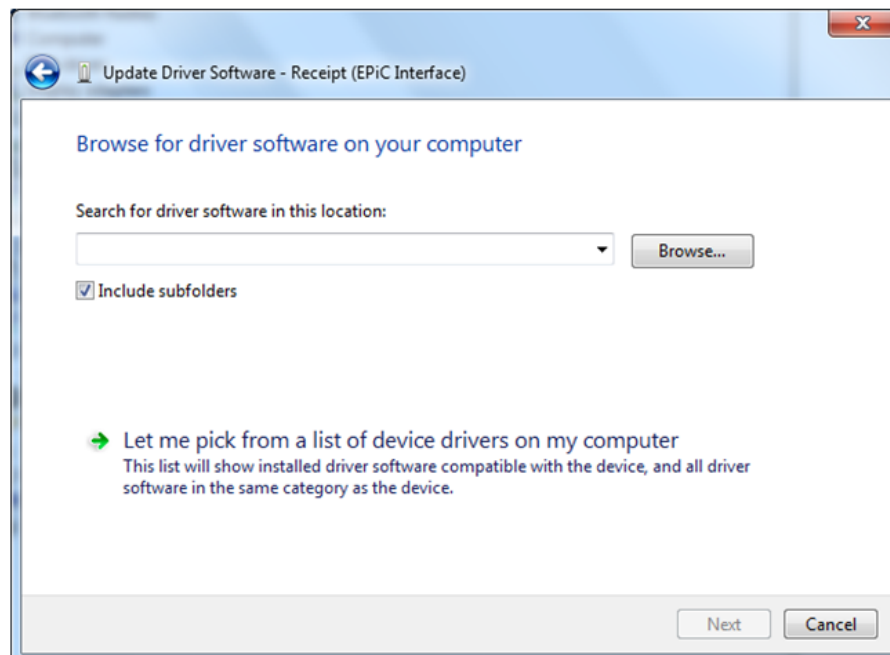 Update Driver Software - Receipt (EPiC Interface)
Browse for driver software on your computer
Search for driver software in this location:
Browse...
Include subfolders
Let me pick from a list of device drivers on my computer
This list will show installed driver software compatible with the device, and all driver
software in the same category as the device.
Next
Cancel